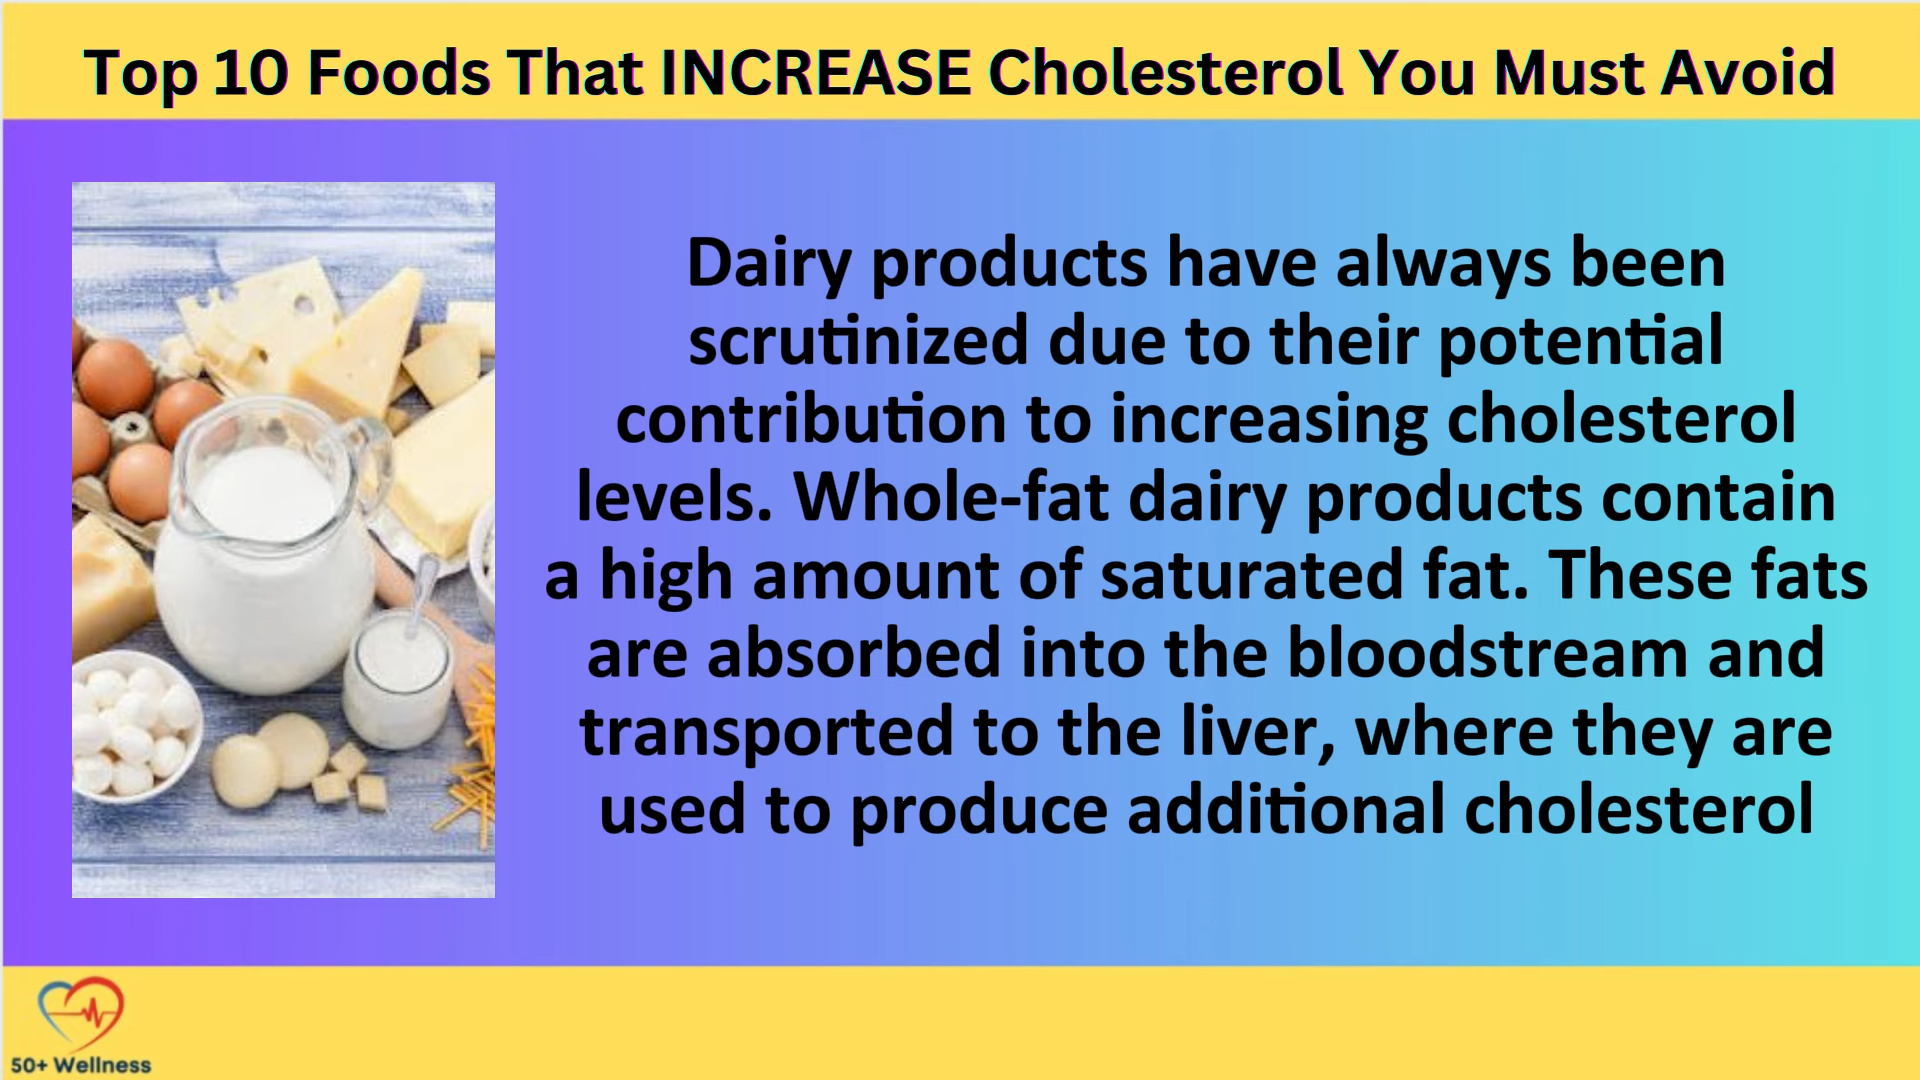 Top 10 Foods That INCREASE Cholesterol You Must Avoid
Dairy products have always been
scrutinized due to their potential
contribution to increasing cholesterol
levels. Whole-fat dairy products contain
a high amount of saturated fat. These fats
are absorbed into the bloodstream and
transported to the liver, where they are
used to produce additional cholesterol
50+ Wellness